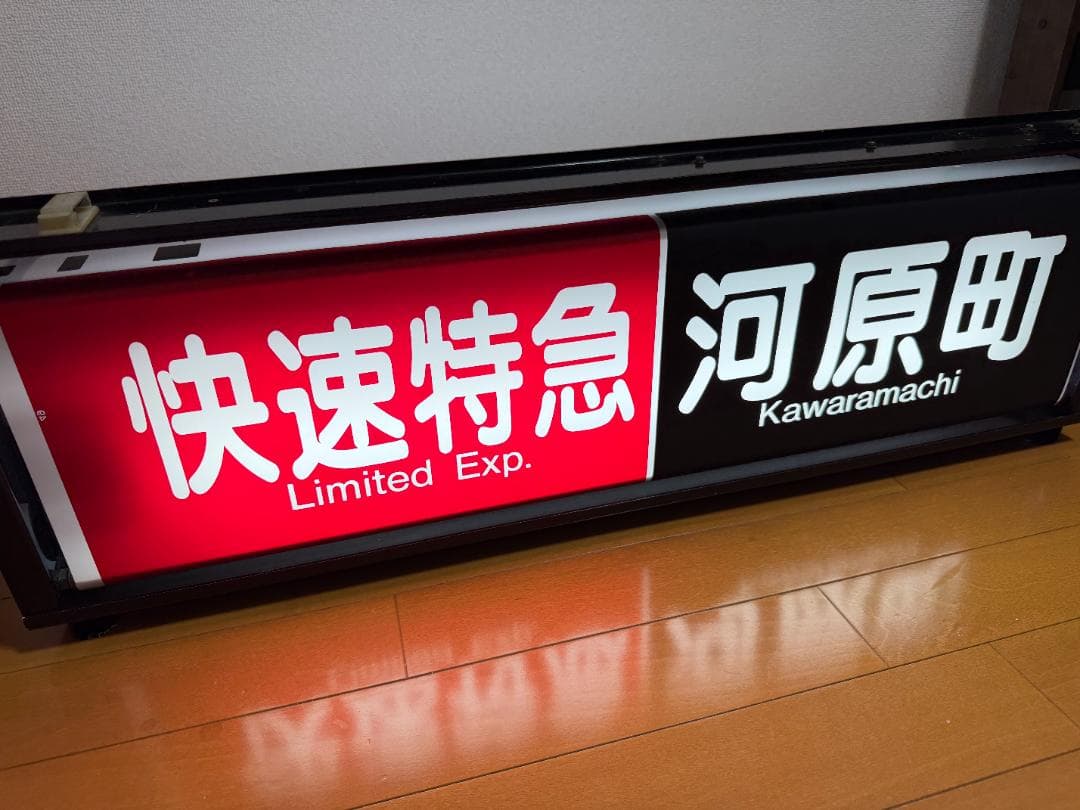 快速特急
Limited Exp.
河原町
Kawaramachi